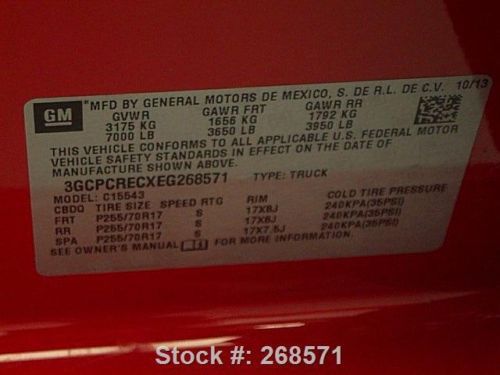 GM
"MFD BY GENERAL MOTORS DE MEXICO, S. DE R.L. DE C.V. 10/13
GVWR GAWR FRT GAWR RR
3175 KG 1656 KG 1792 KG
7000 LB 3650 LB 3950 LB
THIS VEHICLE CONFORMS TO ALL APPLICABLE U.S. FEDERAL MOTOR
VEHICLE SAFETY STANDARDS IN EFFECT ON THE DATE OF
MANUFACTURE SHOWN ABOVE.
3GCPCRECXEG268571 TYPE: TRUCK
MODEL: C15543
CBDQ TIRE SIZE SPEED RTG RIM COLD TIRE PRESSURE
FRT P255/70R17 S 17X8J 240KPA(35PSI)
RR P255/70R17 S 17X8J 240KPA(35PSI)
SPA P255/70R17 S 17X7.5J 240KPA(35PSI)
SEE OWNER'S MANUAL FOR MORE INFORMATION.
Stock #: 268571